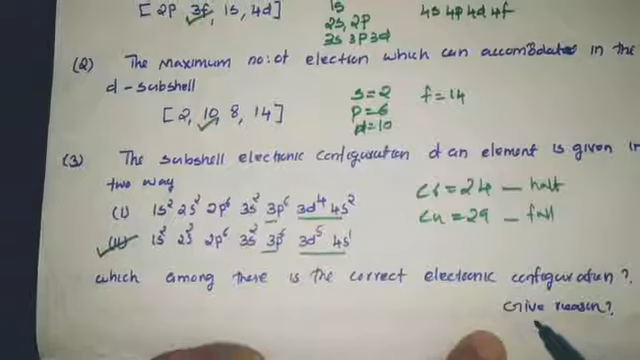 [ 2p, 3f, 1s, 4d ]
1s
2s, 2p
3s 3p 3d
4s 4p 4d 4f
(2) The Maximum no: of electron which can accomodates in the
d - subshell
[ 2, 10, 8, 14 ]
s = 2 f = 14
p = 6
d = 10
(3) The subshell electronic configuration of an element is given in
two way
(i) 1s² 2s² 2p⁶ 3s² 3p⁶ 3d⁴ 4s²
(ii) 1s² 2s² 2p⁶ 3s² 3p⁶ 3d⁵ 4s¹
Cr = 24 — half
Cu = 29 — full
which among these is the correct electronic configuration?
Give reason?